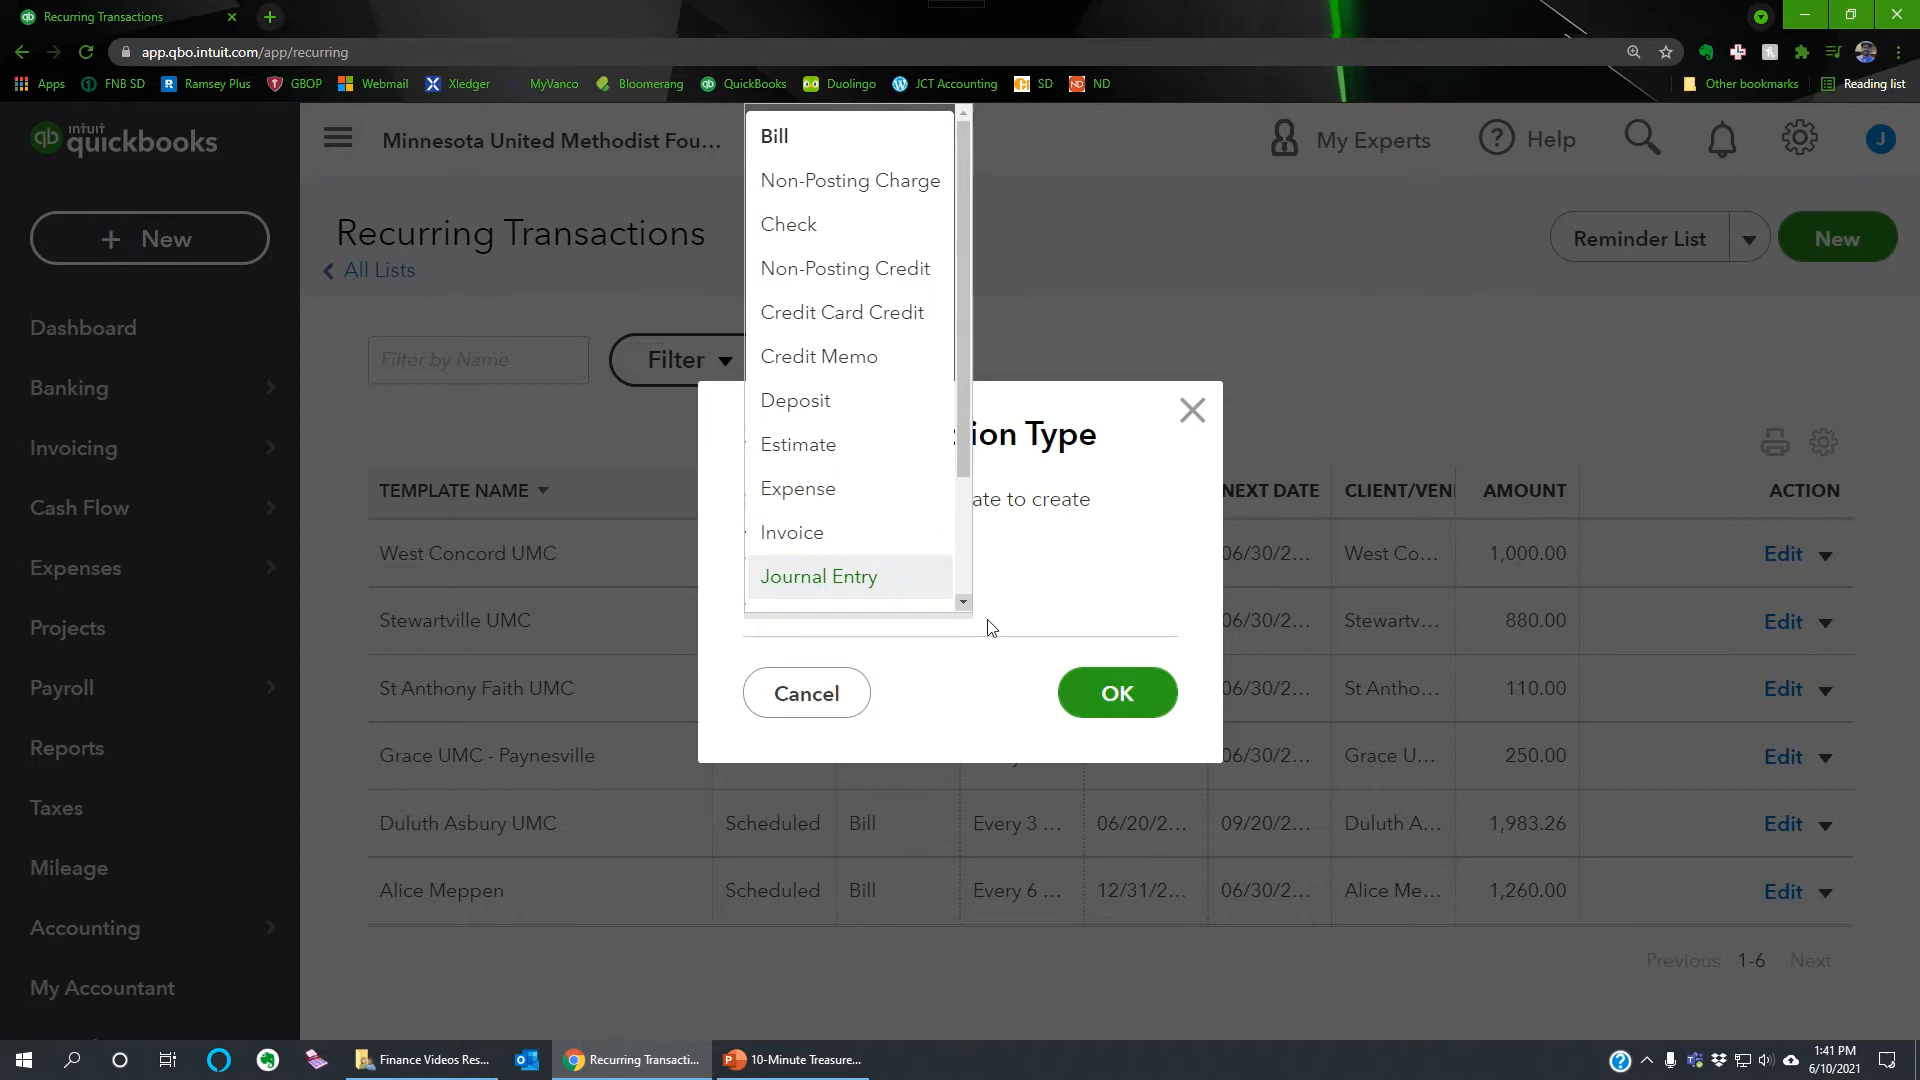 Recurring Transactions
app.qbo.intuit.com/app/recurring
Apps FNB SD Ramsey Plus GBOP Webmail Xledger MyVanco Bloomerang QuickBooks Duolingo JCT Accounting SD ND Other bookmarks Reading list
intuit quickbooks
Minnesota United Methodist Fou...
My Experts
Help
J
+ New
Dashboard
Banking
Invoicing
Cash Flow
Expenses
Projects
Payroll
Reports
Taxes
Mileage
Accounting
My Accountant
Recurring Transactions
All Lists
Reminder List
New
Filter by Name
Filter
Bill
Non-Posting Charge
Check
Non-Posting Credit
Credit Card Credit
Credit Memo
Deposit
Estimate
Expense
Invoice
Journal Entry
ion Type
ate to create
Cancel
OK
TEMPLATE NAME NEXT DATE CLIENT/VEN AMOUNT ACTION
West Concord UMC 06/30/2... West Co... 1,000.00 Edit
Stewartville UMC 06/30/2... Stewartv... 880.00 Edit
St Anthony Faith UMC 06/30/2... St Antho... 110.00 Edit
Grace UMC - Paynesville 06/30/2... Grace U... 250.00 Edit
Duluth Asbury UMC Scheduled Bill Every 3 ... 06/20/2... 09/20/2... Duluth A... 1,983.26 Edit
Alice Meppen Scheduled Bill Every 6 ... 12/31/2... 06/30/2... Alice Me... 1,260.00 Edit
Previous 1-6 Next
Finance Videos Res...
Recurring Transacti...
10-Minute Treasure...
1:41 PM
6/10/2021